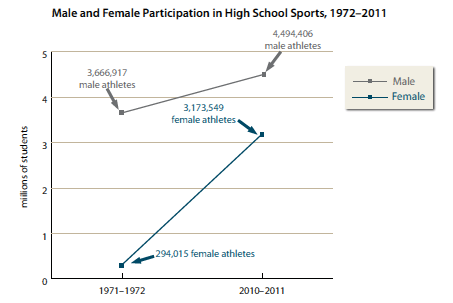 Male and Female Participation in High School Sports, 1972–2011
4,494,406
male athletes
3,666,917
male athletes
3,173,549
female athletes
294,015 female athletes
Male
Female
millions of students
5
4
3
2
1
0
1971–1972
2010–2011